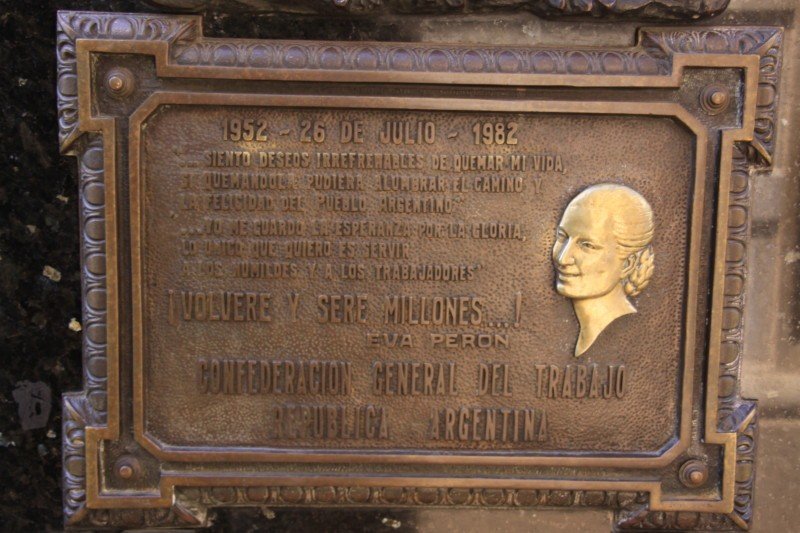 1952 - 26 DE JULIO - 1982
"... SIENTO DESEOS IRREFRENABLES DE QUEMAR MI VIDA,
SI QUEMANDOLE PUDIERA ALUMBRAR EL CAMINO Y
LA FELICIDAD DEL PUEBLO ARGENTINO"
"... YO ME GUARDO LA ESPERANZA POR LA GLORIA,
LO UNICO QUE QUIERO ES SERVIR
A LOS HUMILDES Y A LOS TRABAJADORES"
¡VOLVERE Y SERE MILLONES...!
EVA PERON
CONFEDERACION GENERAL DEL TRABAJO
REPUBLICA ARGENTINA